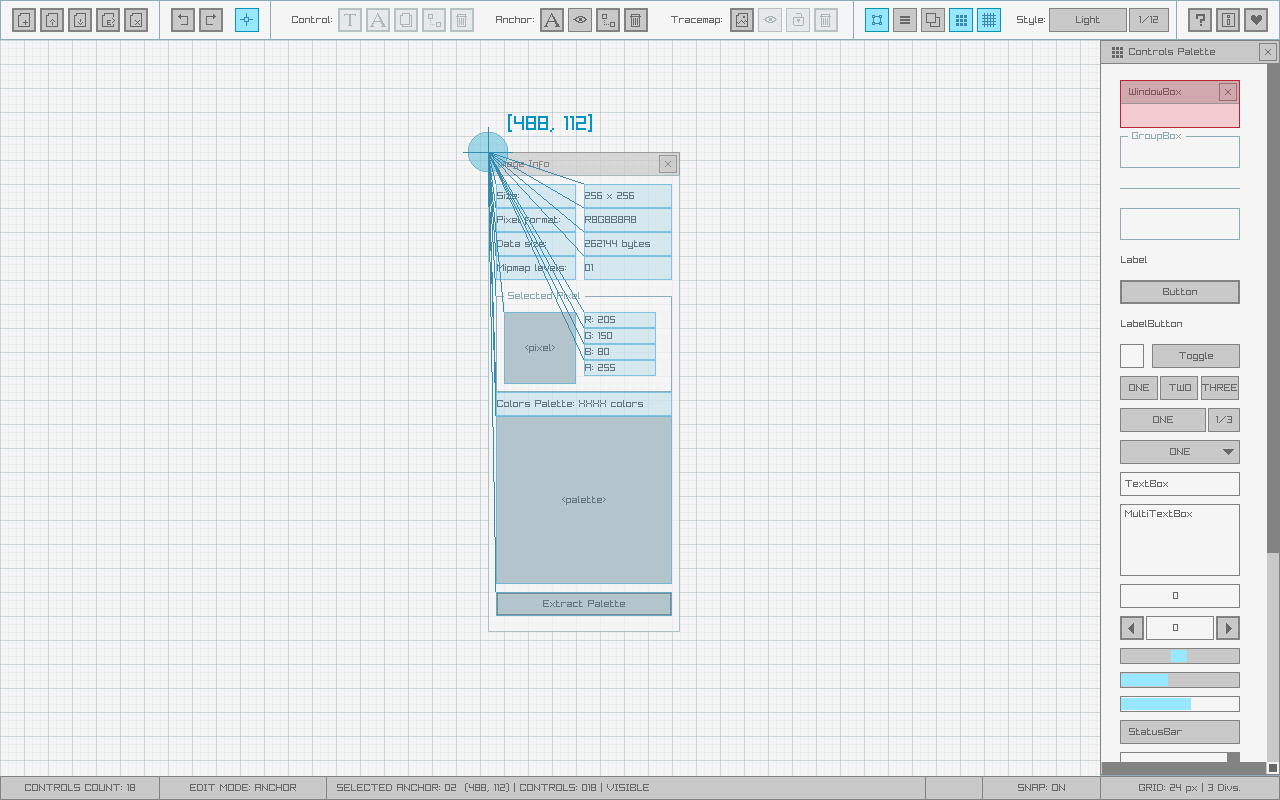 Control: T A Anchor: A Tracemap: Style: Light 1/12 ?
Controls Palette
WindowBox
GroupBox
Label
Button
LabelButton
Toggle
ONE TWO THREE
ONE 1/3
ONE
TextBox
MultiTextBox
0
0
StatusBar
[488, 112]
Image Info
Size: 256 x 256
Pixel format: R8G8B8A8
Data size: 262144 bytes
Mipmap levels: 01
Selected Pixel
<pixel>
R: 205
G: 150
B: 80
A: 255
Colors Palette: XXXX colors
<palette>
Extract Palette
CONTROLS COUNT: 18 EDIT MODE: ANCHOR SELECTED ANCHOR: 02 (488, 112) | CONTROLS: 018 | VISIBLE SNAP: ON GRID: 24 px | 3 Divs.